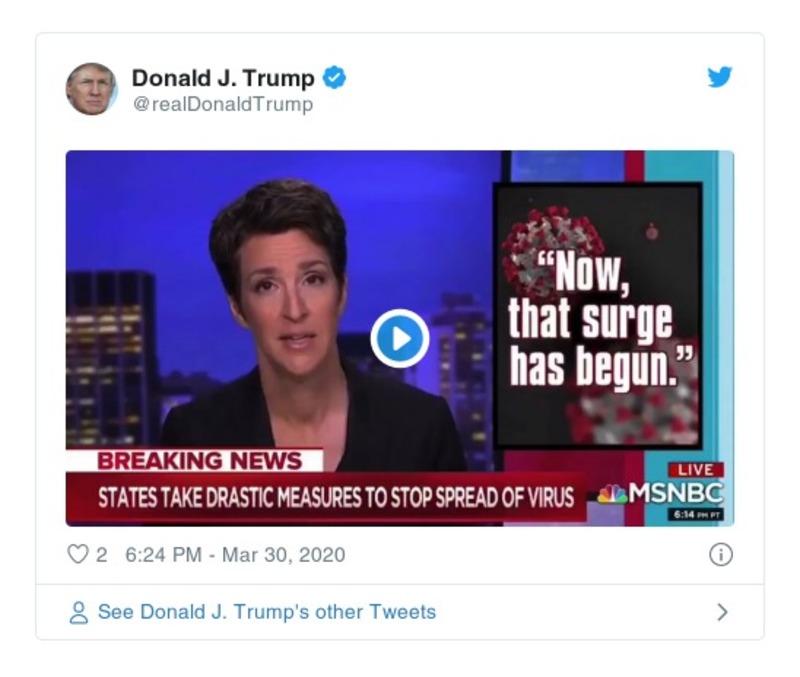 Donald J. Trump
@realDonaldTrump
“Now,
that surge
has begun.”
BREAKING NEWS
STATES TAKE DRASTIC MEASURES TO STOP SPREAD OF VIRUS
LIVE
MSNBC
6:14 PM PT
2 6:24 PM - Mar 30, 2020
See Donald J. Trump's other Tweets